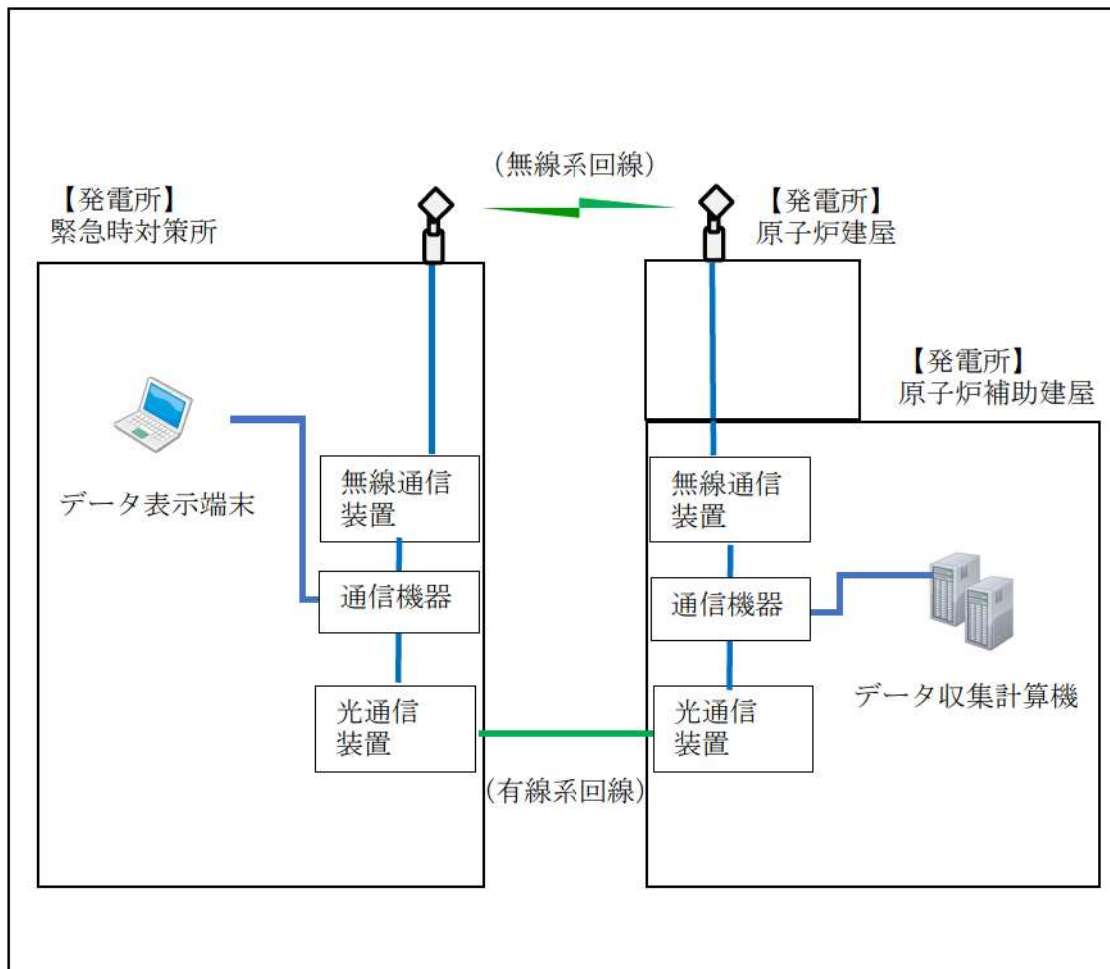 （無線系回線）
【発電所】
緊急時対策所
【発電所】
原子炉建屋
【発電所】
原子炉補助建屋
データ表示端末
無線通信
装置
通信機器
光通信
装置
無線通信
装置
通信機器
光通信
装置
データ収集計算機
（有線系回線）